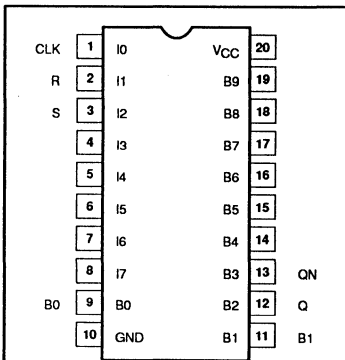 CLK 1 I0 VCC 20
R 2 I1 B9 19
S 3 I2 B8 18
4 I3 B7 17
5 I4 B6 16
6 I5 B5 15
7 I6 B4 14
8 I7 B3 13 QN
B0 9 B0 B2 12 Q
10 GND B1 11 B1